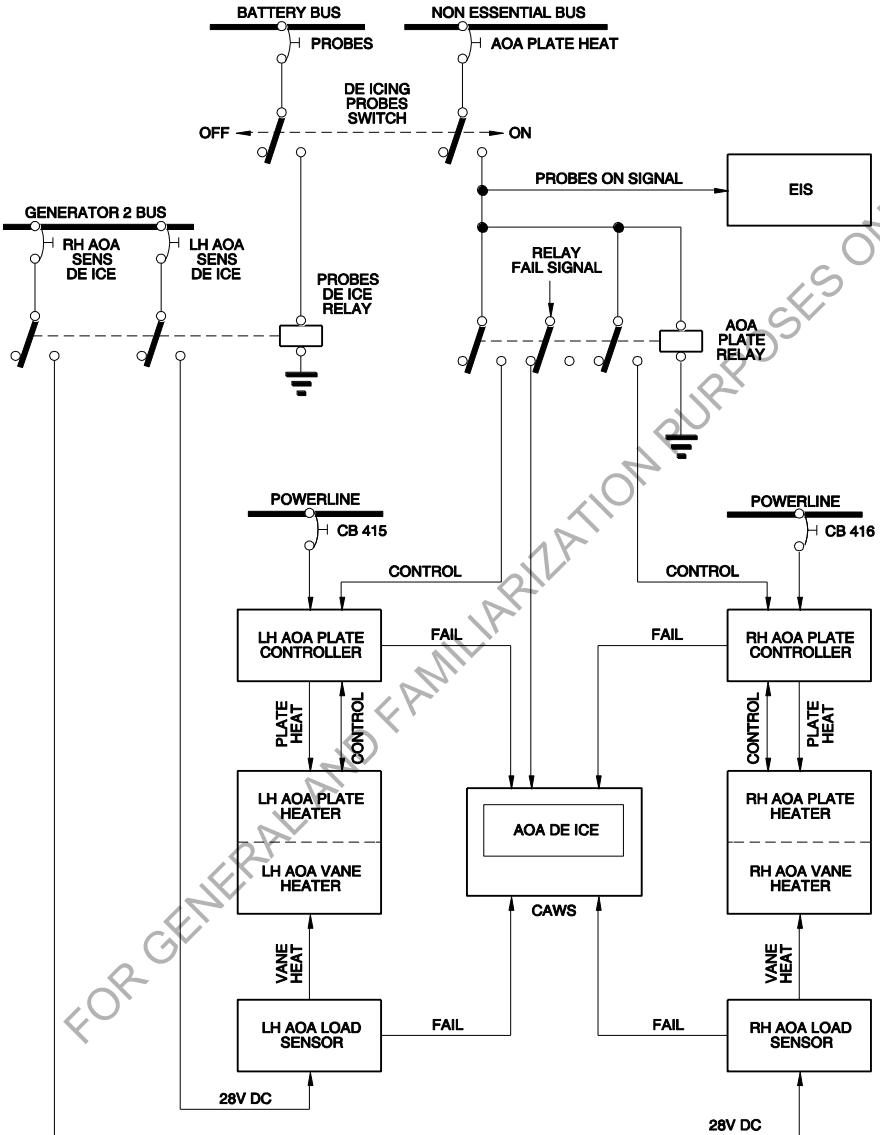 BATTERY BUS
NON ESSENTIAL BUS
PROBES
AOA PLATE HEAT
DE ICING
PROBES
SWITCH
OFF
ON
PROBES ON SIGNAL
EIS
GENERATOR 2 BUS
RH AOA
SENS
DE ICE
LH AOA
SENS
DE ICE
PROBES
DE ICE
RELAY
RELAY
FAIL SIGNAL
AOA
PLATE
RELAY
POWERLINE
CB 415
POWERLINE
CB 416
CONTROL
CONTROL
LH AOA PLATE
CONTROLLER
FAIL
FAIL
RH AOA PLATE
CONTROLLER
PLATE
HEAT
CONTROL
CONTROL
PLATE
HEAT
LH AOA PLATE
HEATER
AOA DE ICE
RH AOA PLATE
HEATER
LH AOA VANE
HEATER
CAWS
RH AOA VANE
HEATER
VANE
HEAT
VANE
HEAT
LH AOA LOAD
SENSOR
FAIL
FAIL
RH AOA LOAD
SENSOR
28V DC
28V DC
FOR GENERAL AND FAMILIARIZATION PURPOSES